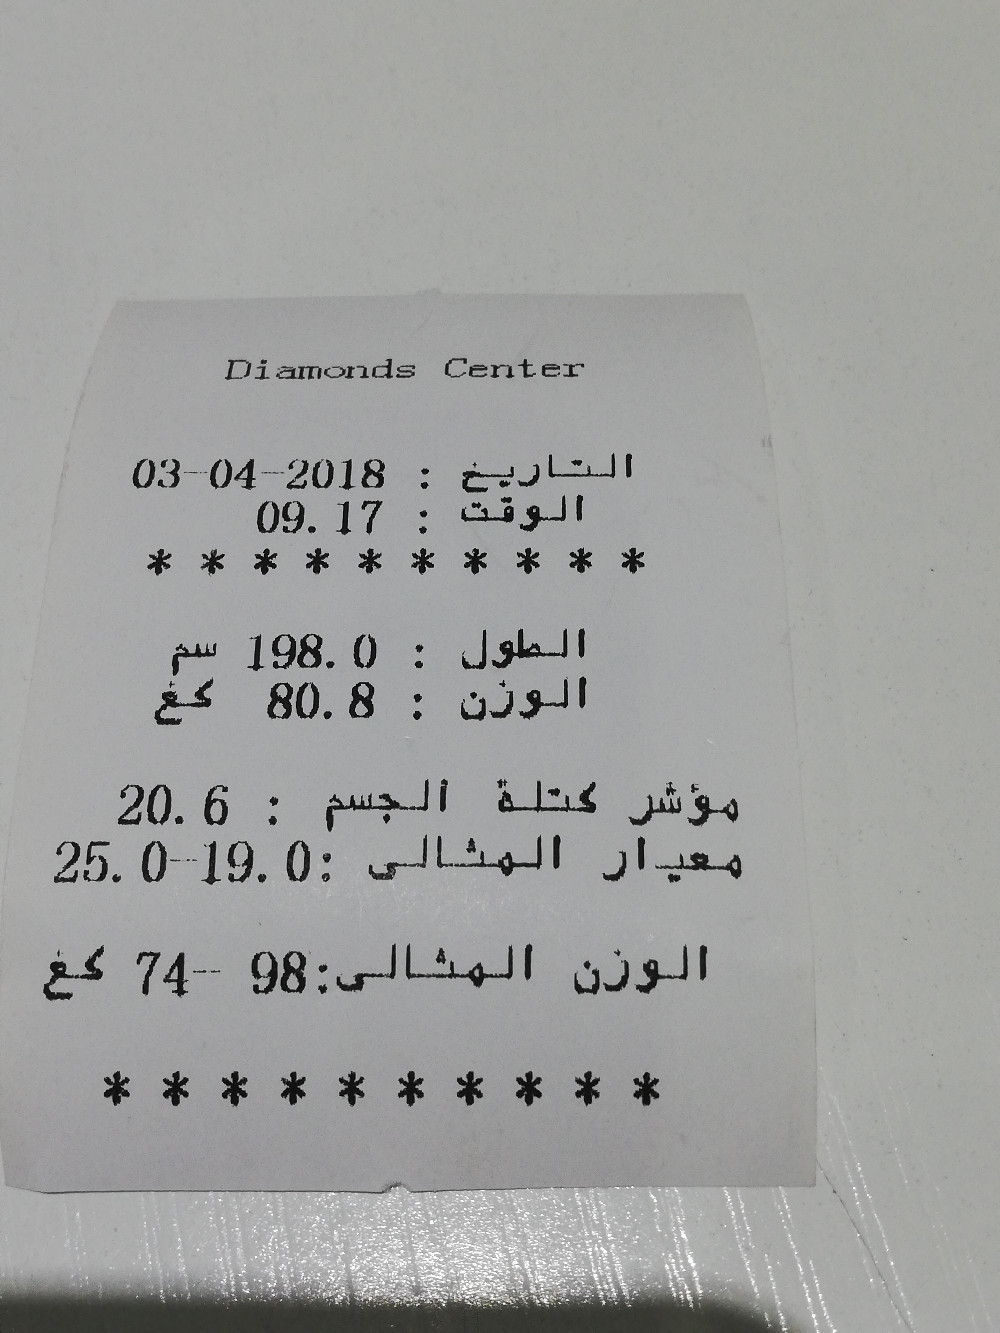 Diamonds Center
التاريخ : 03-04-2018
الوقت : 09.17
* * * * * * * * * *
الطول : 198.0 سم
الوزن : 80.8 كغ
مؤشر كتلة الجسم : 20.6
معيار المثالى :25.0-19.0
الوزن المثالى:98 -74 كغ
* * * * * * * * * *